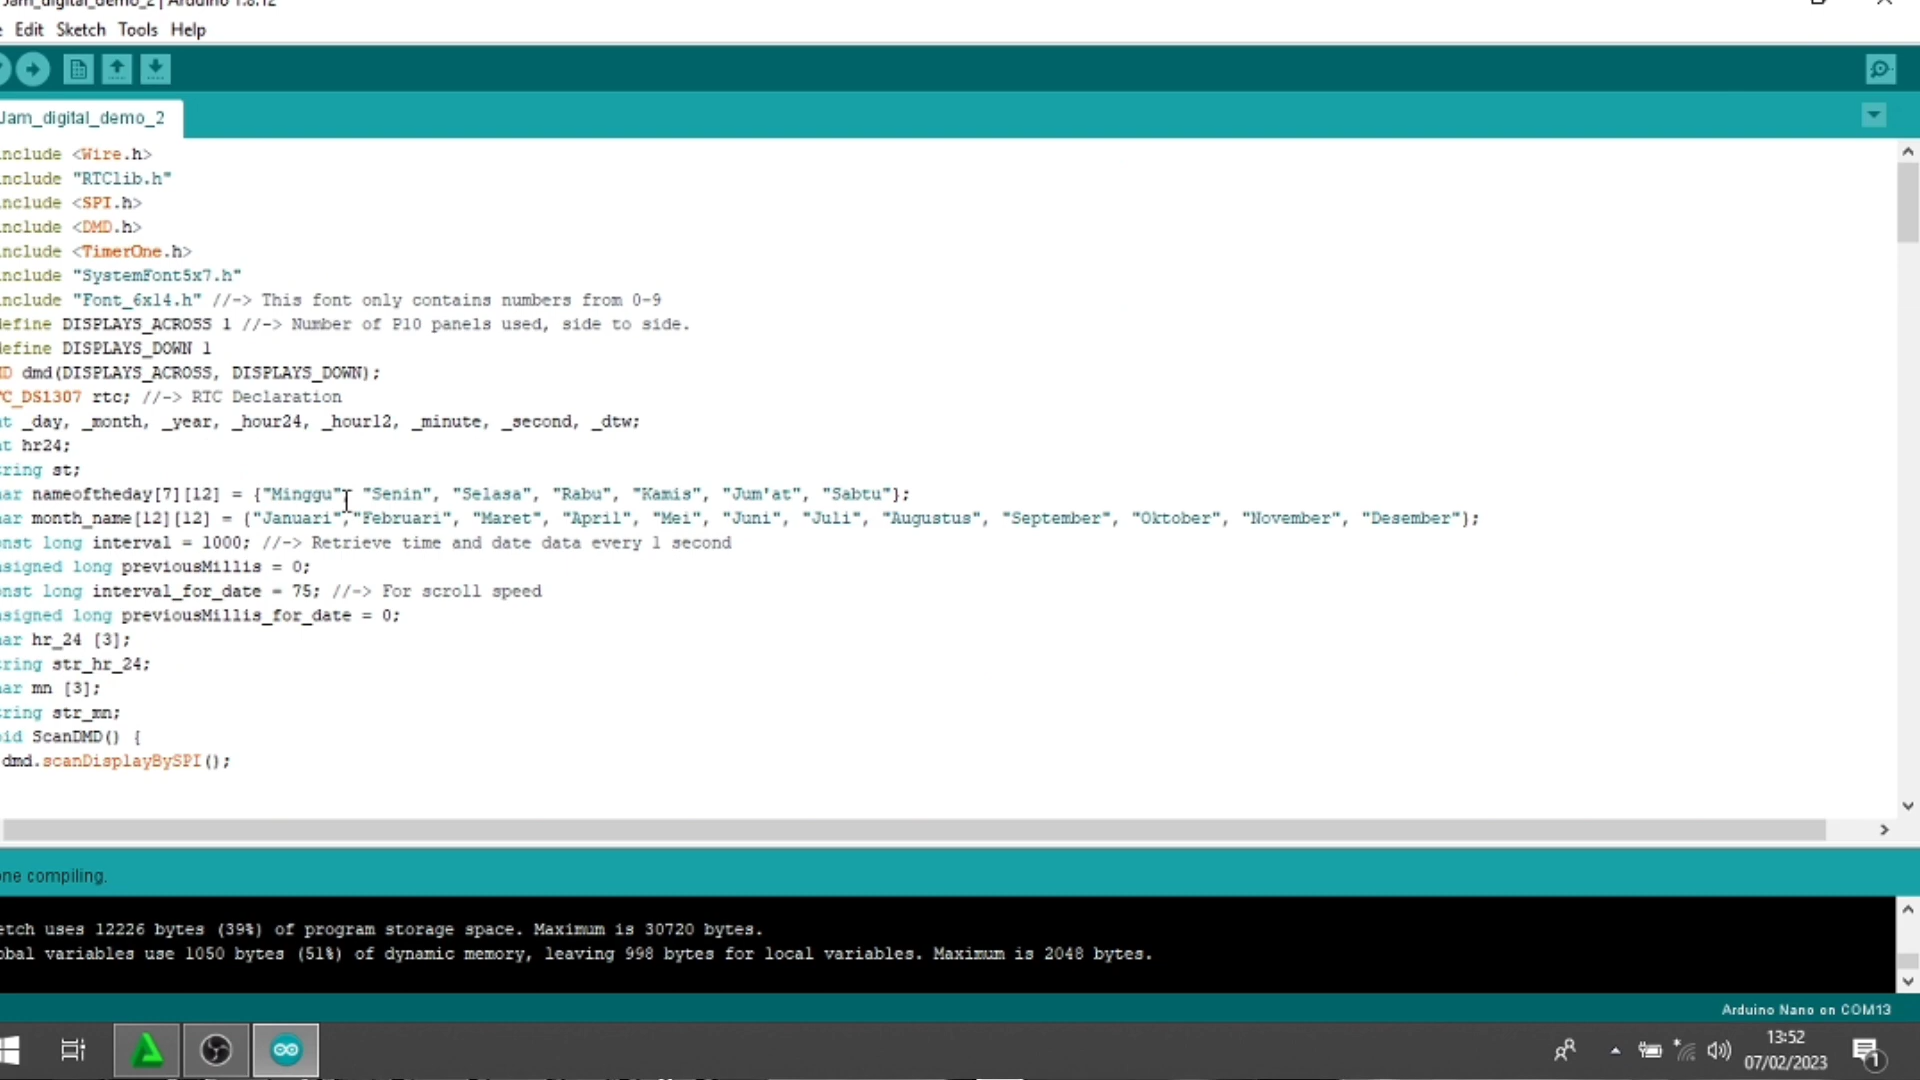 Jam_digital_demo_2 | Arduino 1.8.12
Edit Sketch Tools Help
Jam_digital_demo_2
nclude <Wire.h>
nclude "RTClib.h"
nclude <SPI.h>
nclude <DMD.h>
nclude <TimerOne.h>
nclude "SystemFont5x7.h"
nclude "Font_6x14.h" //-> This font only contains numbers from 0-9
efine DISPLAYS_ACROSS 1 //-> Number of P10 panels used, side to side.
efine DISPLAYS_DOWN 1
D dmd(DISPLAYS_ACROSS, DISPLAYS_DOWN);
C_DS1307 rtc; //-> RTC Declaration
t _day, _month, _year, _hour24, _hour12, _minute, _second, _dtw;
t hr24;
ring st;
ar nameoftheday[7][12] = {"Minggu", "Senin", "Selasa", "Rabu", "Kamis", "Jum'at", "Sabtu"};
ar month_name[12][12] = {"Januari","Februari", "Maret", "April", "Mei", "Juni", "Juli", "Augustus", "September", "Oktober", "November", "Desember"};
nst long interval = 1000; //-> Retrieve time and date data every 1 second
signed long previousMillis = 0;
nst long interval_for_date = 75; //-> For scroll speed
signed long previousMillis_for_date = 0;
ar hr_24 [3];
ring str_hr_24;
ar mn [3];
ring str_mn;
id ScanDMD() {
dmd.scanDisplayBySPI();
ne compiling.
etch uses 12226 bytes (39%) of program storage space. Maximum is 30720 bytes.
obal variables use 1050 bytes (51%) of dynamic memory, leaving 998 bytes for local variables. Maximum is 2048 bytes.
Arduino Nano on COM13
13:52
07/02/2023
1